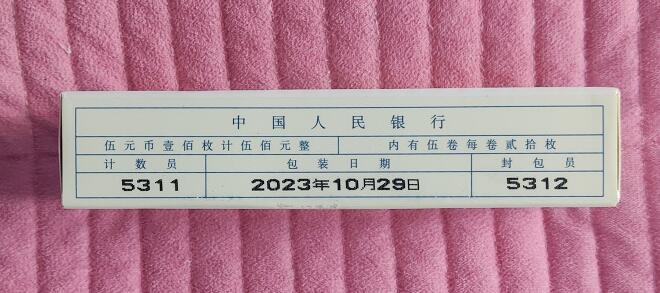 中国人民银行
伍元币壹佰枚计伍佰元整 内有伍卷每卷贰拾枚
计数员 包装日期 封包员
5311 2023年10月29日 5312